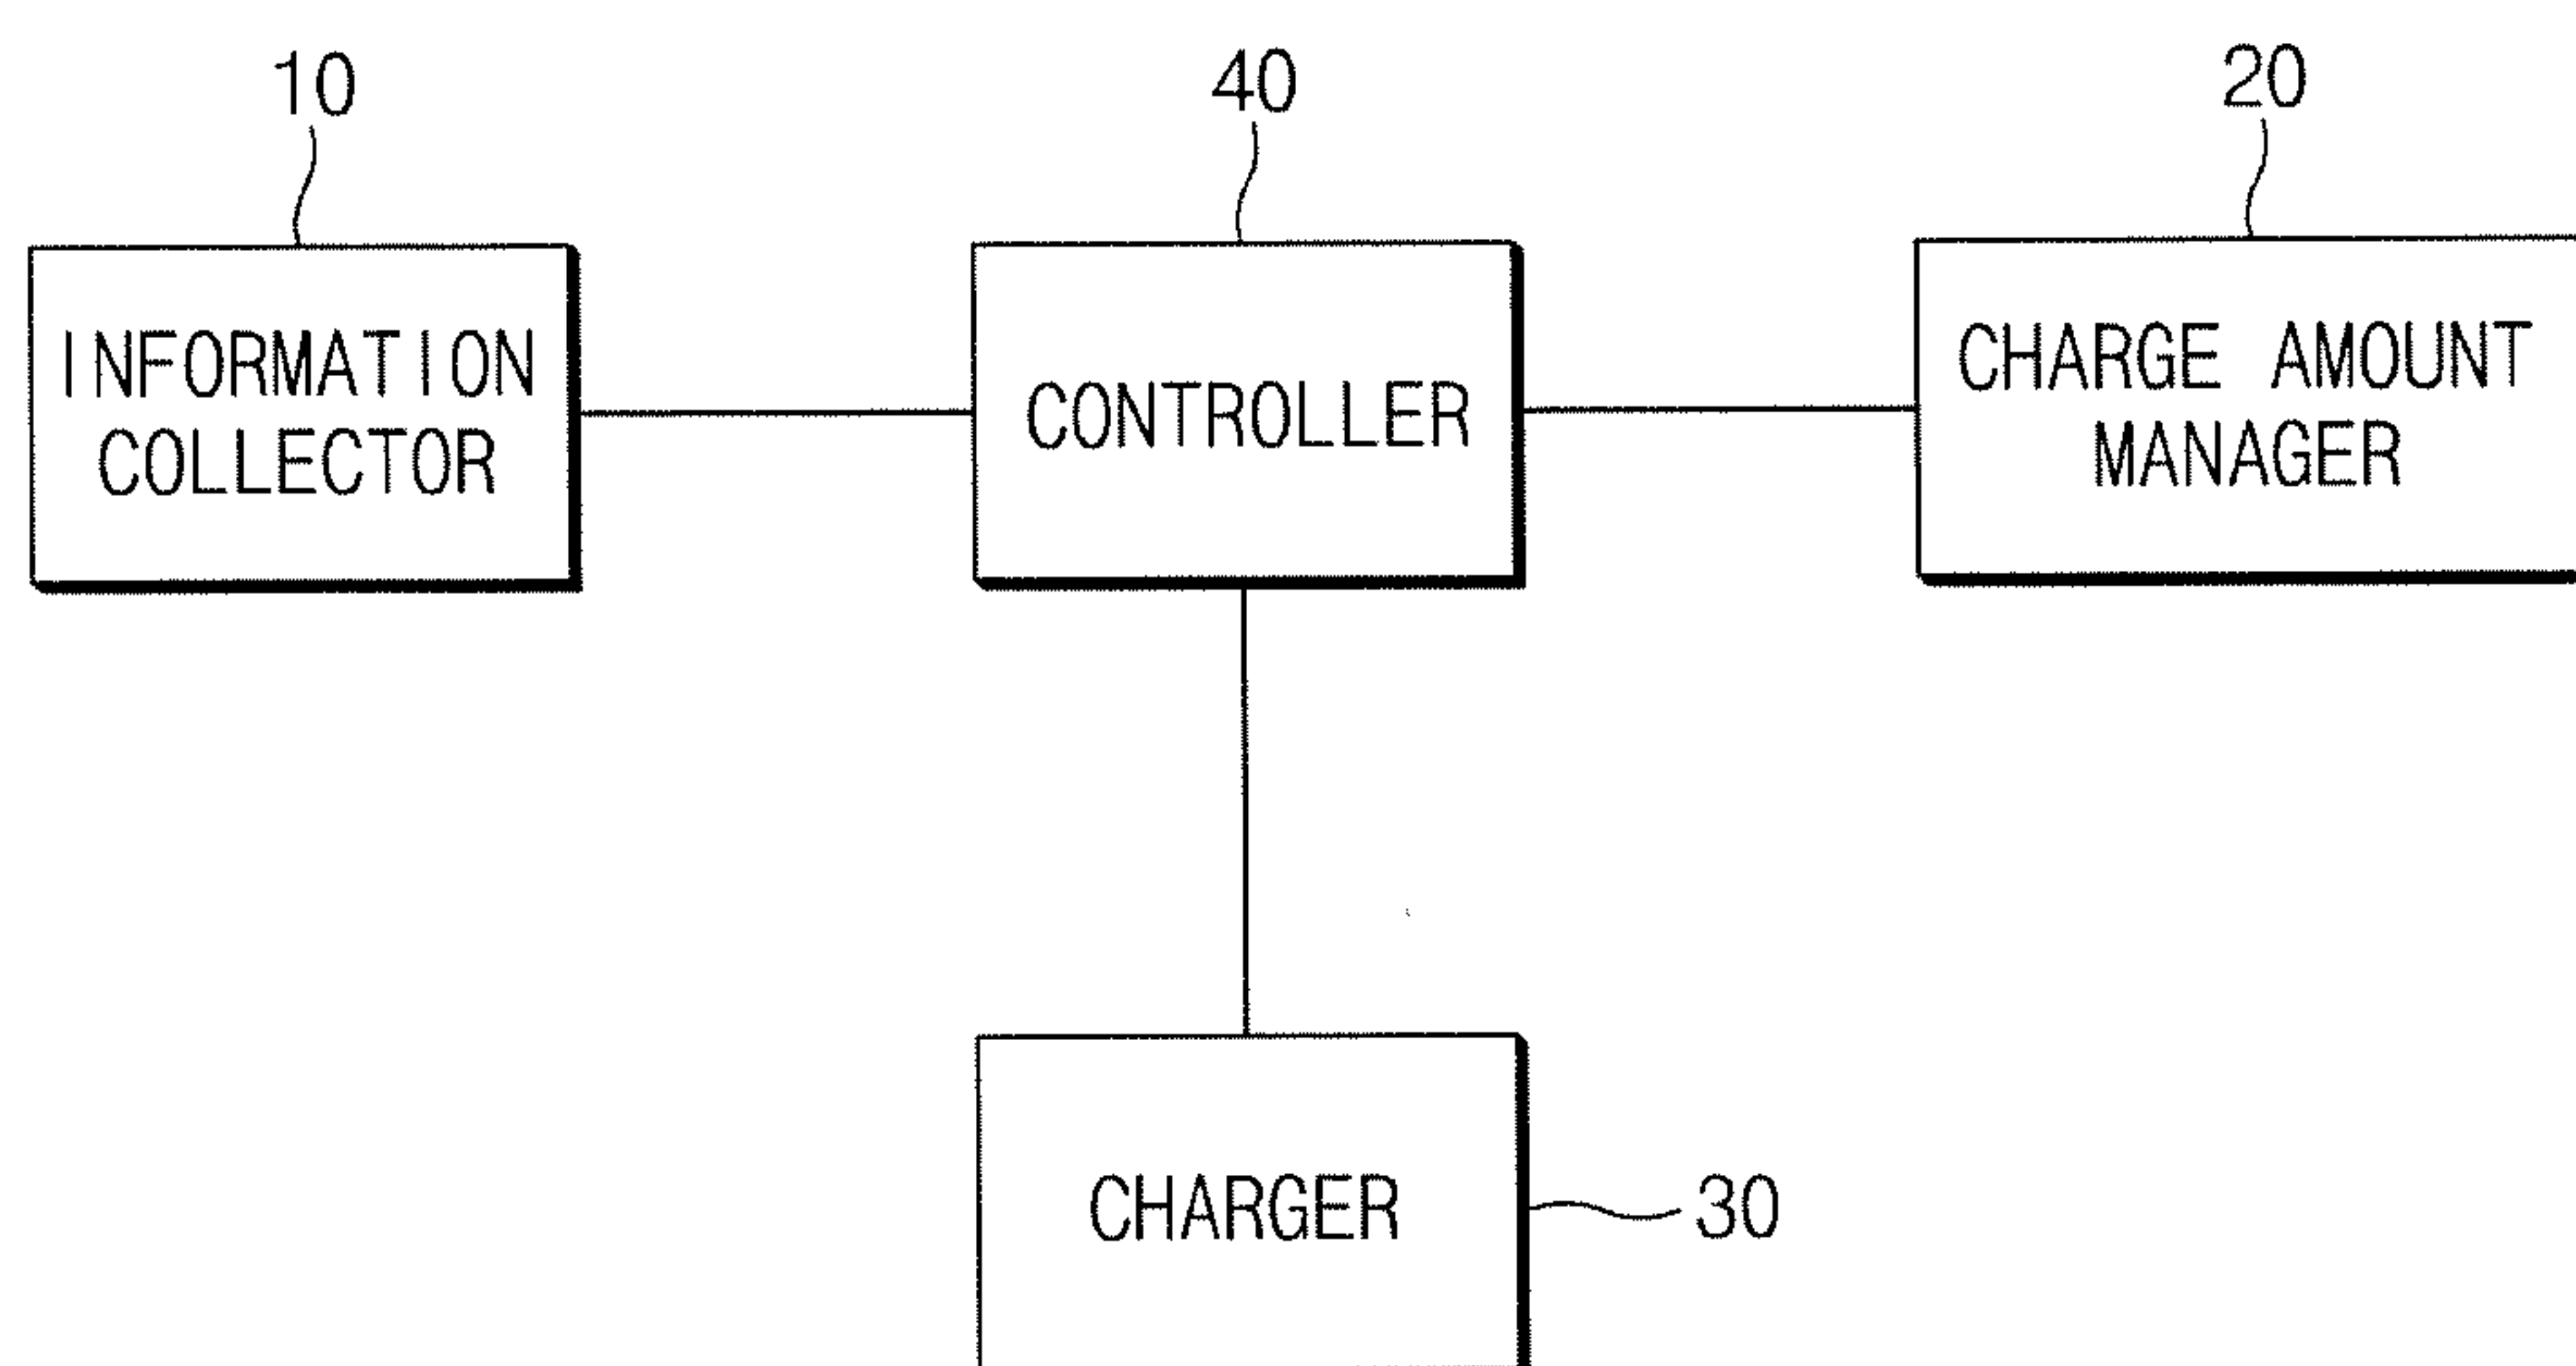 10
40
20
INFORMATION
COLLECTOR
CONTROLLER
CHARGE AMOUNT
MANAGER
CHARGER
30